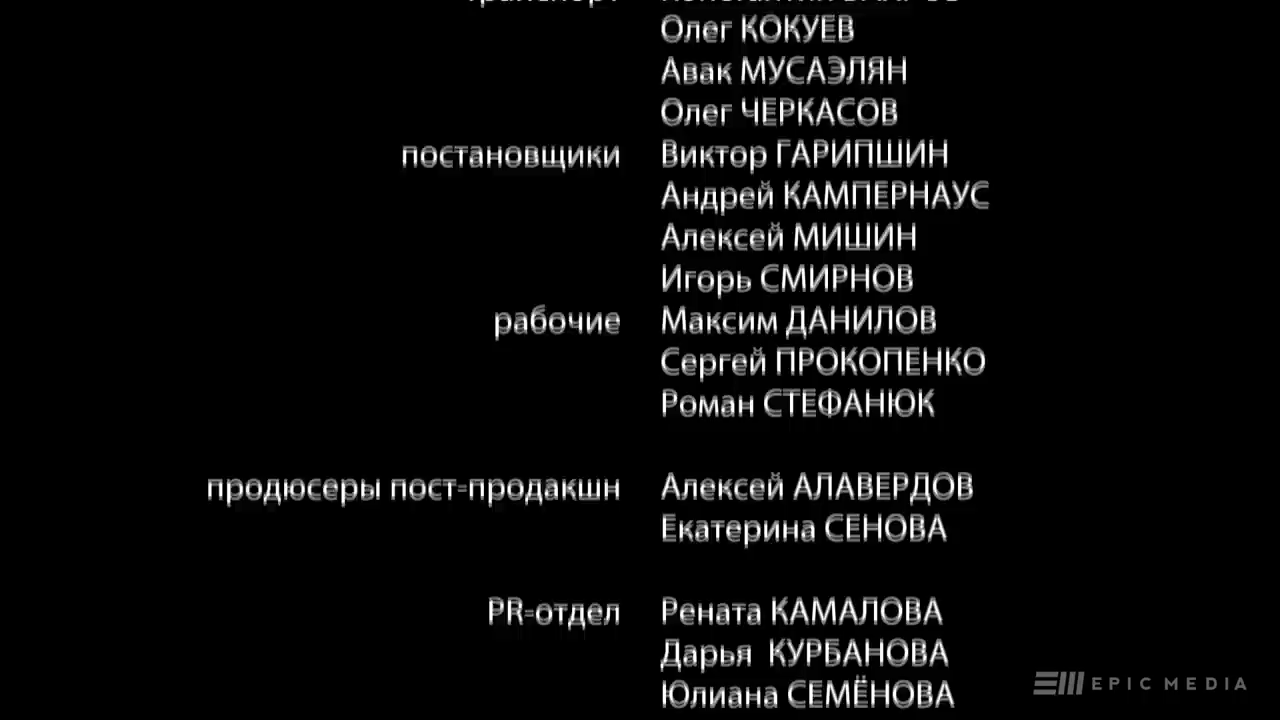 транспорт
Олег КОКУЕВ
Авак МУСАЭЛЯН
Олег ЧЕРКАСОВ
постановщики Виктор ГАРИПШИН
Андрей КАМПЕРНАУС
Алексей МИШИН
Игорь СМИРНОВ
рабочие Максим ДАНИЛОВ
Сергей ПРОКОПЕНКО
Роман СТЕФАНЮК
продюсеры пост-продакшн Алексей АЛАВЕРДОВ
Екатерина СЕНОВА
PR-отдел Рената КАМАЛОВА
Дарья КУРБАНОВА
Юлиана СЕМЁНОВА
EPIC MEDIA